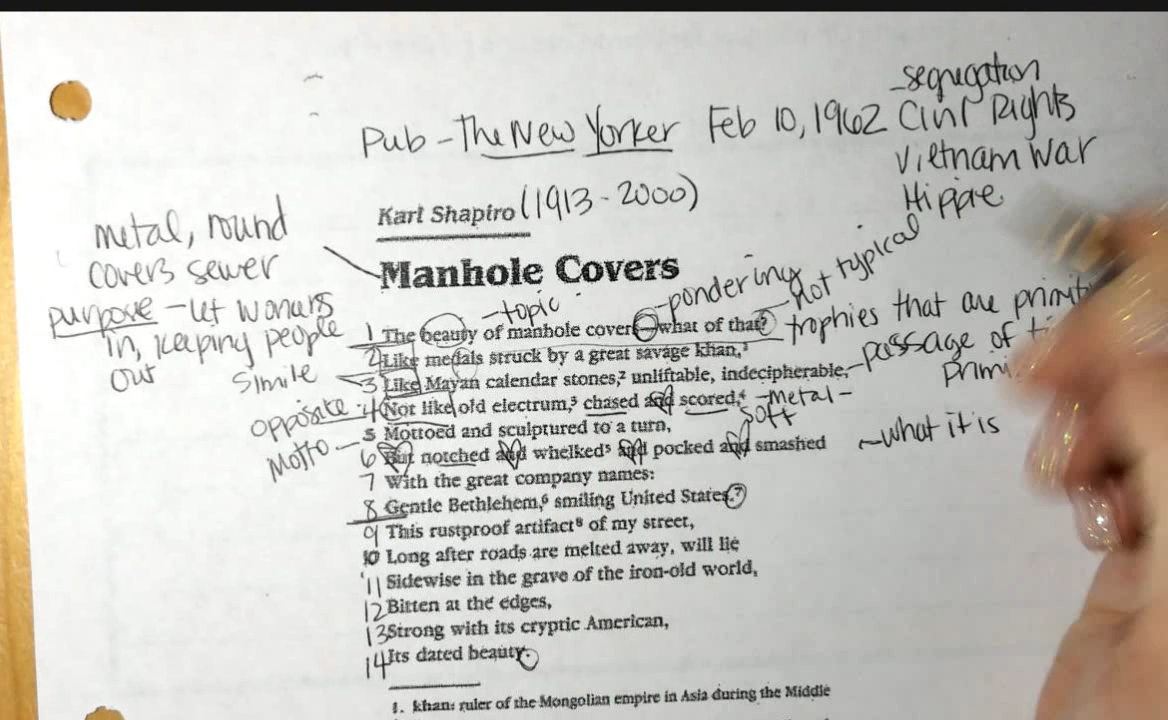 segregation
Pub - The New Yorker Feb 10, 1962 Civil Rights
Vietnam War
Hippie
Karl Shapiro (1913 - 2000)
metal, round
covers sewer
purpose - let workers
in, keeping people
out
Manhole Covers
- topic
- pondering
- not typical
1 The beauty of manhole covers—what of that?
trophies that are
2 Like medals struck by a great savage khan,¹
- passage of
Simile
3 Like Mayan calendar stones,² unliftable, indecipherable,
opposite
4 Not like old electrum,³ chased and scored,⁴
- metal -
soft
Motto
5 Mottoed and sculptured to a turn,
6 But notched and whelked⁵ and pocked and smashed
~ what it is
7 With the great company names:
8 Gentle Bethlehem,⁶ smiling United States.⁷
9 This rustproof artifact⁸ of my street,
10 Long after roads are melted away, will lie
11 Sidewise in the grave of the iron-old world,
12 Bitten at the edges,
13 Strong with its cryptic American,
14 Its dated beauty.
1. khan: ruler of the Mongolian empire in Asia during the Middle